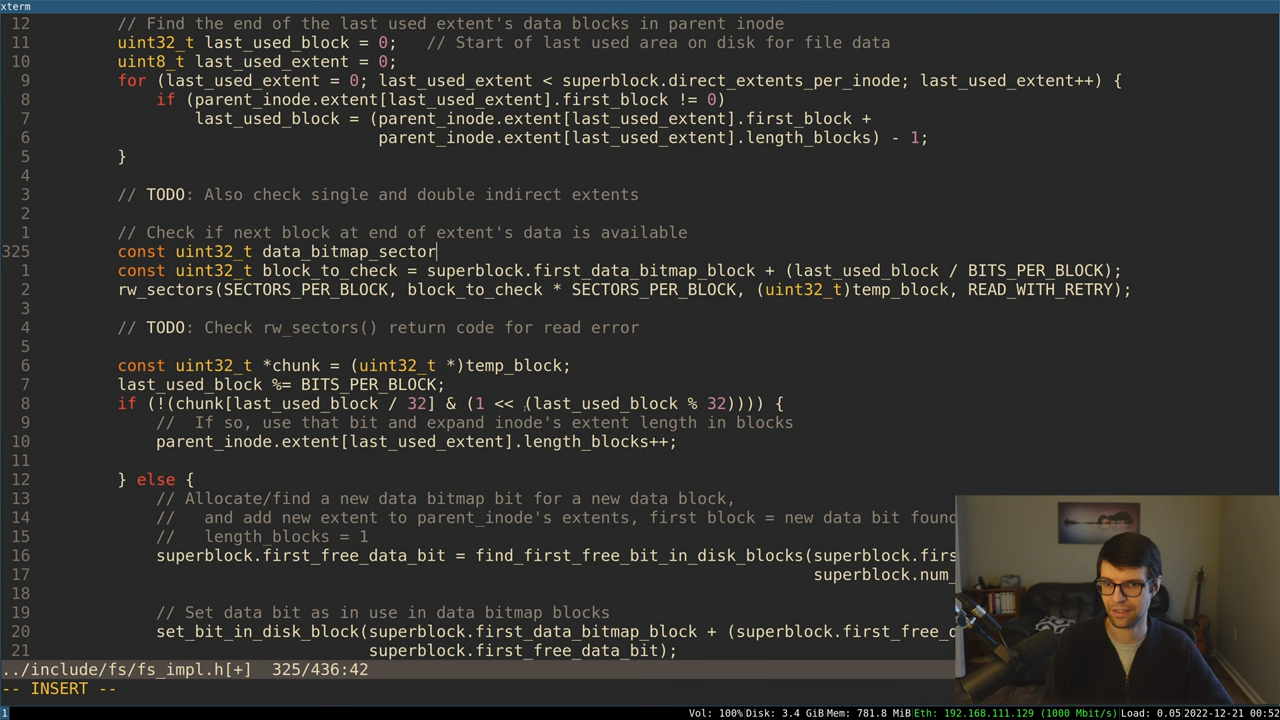 xterm
12 // Find the end of the last used extent's data blocks in parent inode
11 uint32_t last_used_block = 0; // Start of last used area on disk for file data
10 uint8_t last_used_extent = 0;
9 for (last_used_extent = 0; last_used_extent < superblock.direct_extents_per_inode; last_used_extent++) {
8 if (parent_inode.extent[last_used_extent].first_block != 0)
7 last_used_block = (parent_inode.extent[last_used_extent].first_block +
6 parent_inode.extent[last_used_extent].length_blocks) - 1;
5 }
4
3 // TODO: Also check single and double indirect extents
2
1 // Check if next block at end of extent's data is available
325 const uint32_t data_bitmap_sector
1 const uint32_t block_to_check = superblock.first_data_bitmap_block + (last_used_block / BITS_PER_BLOCK);
2 rw_sectors(SECTORS_PER_BLOCK, block_to_check * SECTORS_PER_BLOCK, (uint32_t)temp_block, READ_WITH_RETRY);
3
4 // TODO: Check rw_sectors() return code for read error
5
6 const uint32_t *chunk = (uint32_t *)temp_block;
7 last_used_block %= BITS_PER_BLOCK;
8 if (!(chunk[last_used_block / 32] & (1 << (last_used_block % 32)))) {
9 // If so, use that bit and expand inode's extent length in blocks
10 parent_inode.extent[last_used_extent].length_blocks++;
11
12 } else {
13 // Allocate/find a new data bitmap bit for a new data block,
14 // and add new extent to parent_inode's extents, first block = new data bit found
15 // length_blocks = 1
16 superblock.first_free_data_bit = find_first_free_bit_in_disk_blocks(superblock.firs
17 superblock.num_
18
19 // Set data bit as in use in data bitmap blocks
20 set_bit_in_disk_block(superblock.first_data_bitmap_block + (superblock.first_free_d
21 superblock.first_free_data_bit);
../include/fs/fs_impl.h[+] 325/436:42
-- INSERT --
1 Vol: 100% Disk: 3.4 GiB Mem: 781.8 MiB Eth: 192.168.111.129 (1000 Mbit/s) Load: 0.05 2022-12-21 00:52